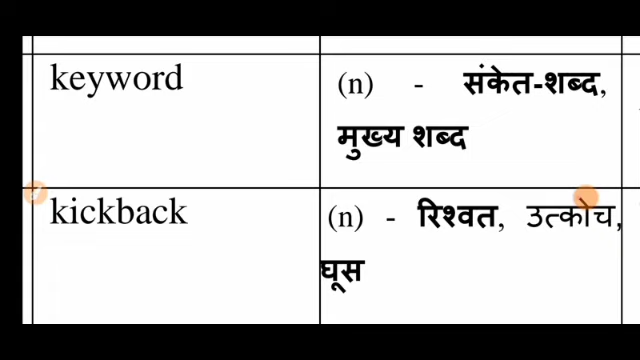 keyword
(n) - संकेत-शब्द,
मुख्य शब्द
kickback
(n) - रिश्वत, उत्कोच,
घूस